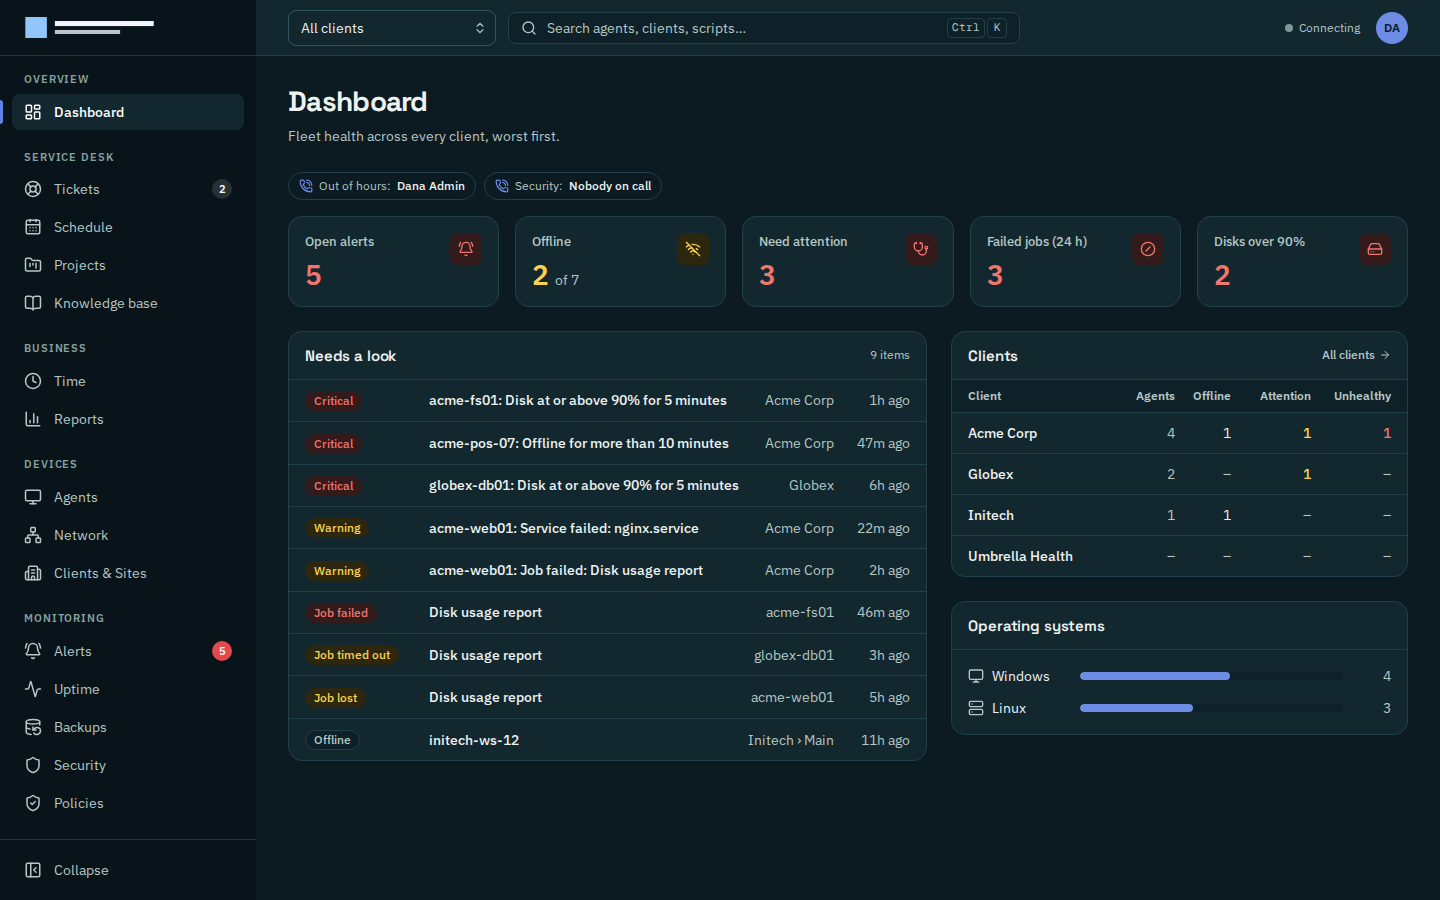 All clients
Search agents, clients, scripts...
Ctrl K
Connecting
DA
OVERVIEW
Dashboard
SERVICE DESK
Tickets 2
Schedule
Projects
Knowledge base
BUSINESS
Time
Reports
DEVICES
Agents
Network
Clients & Sites
MONITORING
Alerts 5
Uptime
Backups
Security
Policies
Collapse
Dashboard
Fleet health across every client, worst first.
Out of hours: Dana Admin
Security: Nobody on call
Open alerts
5
Offline
2 of 7
Need attention
3
Failed jobs (24 h)
3
Disks over 90%
2
Needs a look 9 items
Critical acme-fs01: Disk at or above 90% for 5 minutes Acme Corp 1h ago
Critical acme-pos-07: Offline for more than 10 minutes Acme Corp 47m ago
Critical globex-db01: Disk at or above 90% for 5 minutes Globex 6h ago
Warning acme-web01: Service failed: nginx.service Acme Corp 22m ago
Warning acme-web01: Job failed: Disk usage report Acme Corp 2h ago
Job failed Disk usage report acme-fs01 46m ago
Job timed out Disk usage report globex-db01 3h ago
Job lost Disk usage report acme-web01 5h ago
Offline initech-ws-12 Initech › Main 11h ago
Clients All clients →
Client Agents Offline Attention Unhealthy
Acme Corp 4 1 1 1
Globex 2 – 1 –
Initech 1 1 – –
Umbrella Health – – – –
Operating systems
Windows 4
Linux 3